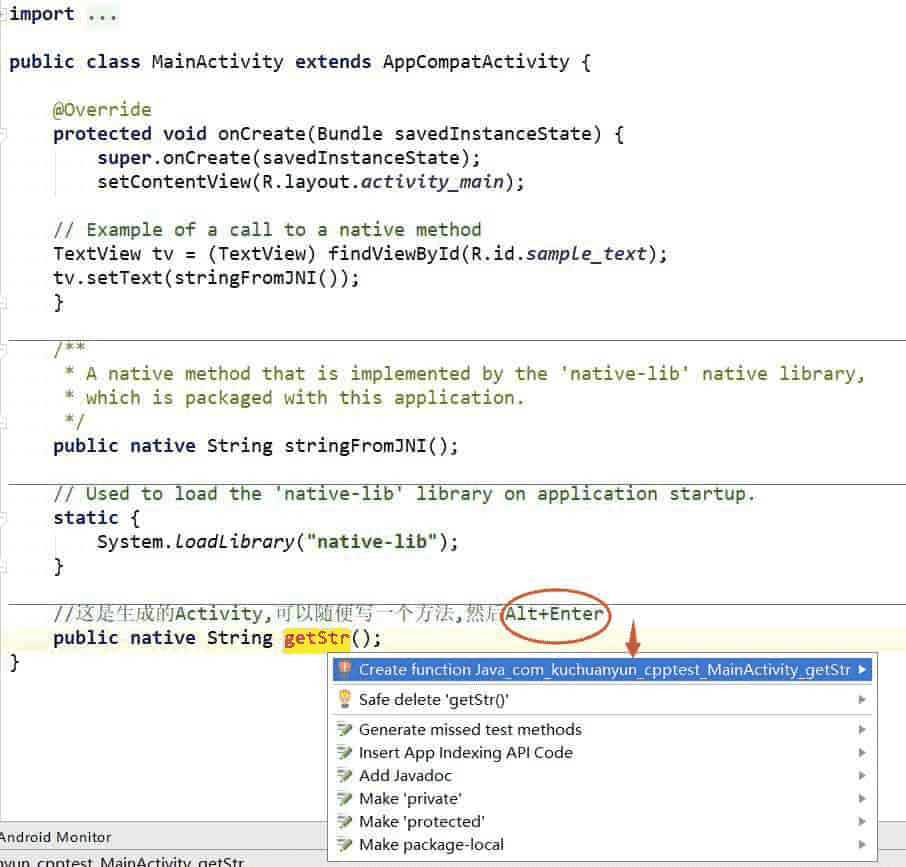 import ...
public class MainActivity extends AppCompatActivity {
@Override
protected void onCreate(Bundle savedInstanceState) {
super.onCreate(savedInstanceState);
setContentView(R.layout.activity_main);
// Example of a call to a native method
TextView tv = (TextView) findViewById(R.id.sample_text);
tv.setText(stringFromJNI());
}
/**
* A native method that is implemented by the 'native-lib' native library,
* which is packaged with this application.
*/
public native String stringFromJNI();
// Used to load the 'native-lib' library on application startup.
static {
System.loadLibrary("native-lib");
}
//这是生成的Activity,可以随便写一个方法,然后Alt+Enter
public native String getStr();
}
Create function Java_com_kuchuanyun_cpptest_MainActivity_getStr
Safe delete 'getStr()'
Generate missed test methods
Insert App Indexing API Code
Add Javadoc
Make 'private'
Make 'protected'
Make package-local
Android Monitor
nyun_cpptest_MainActivity_getStr